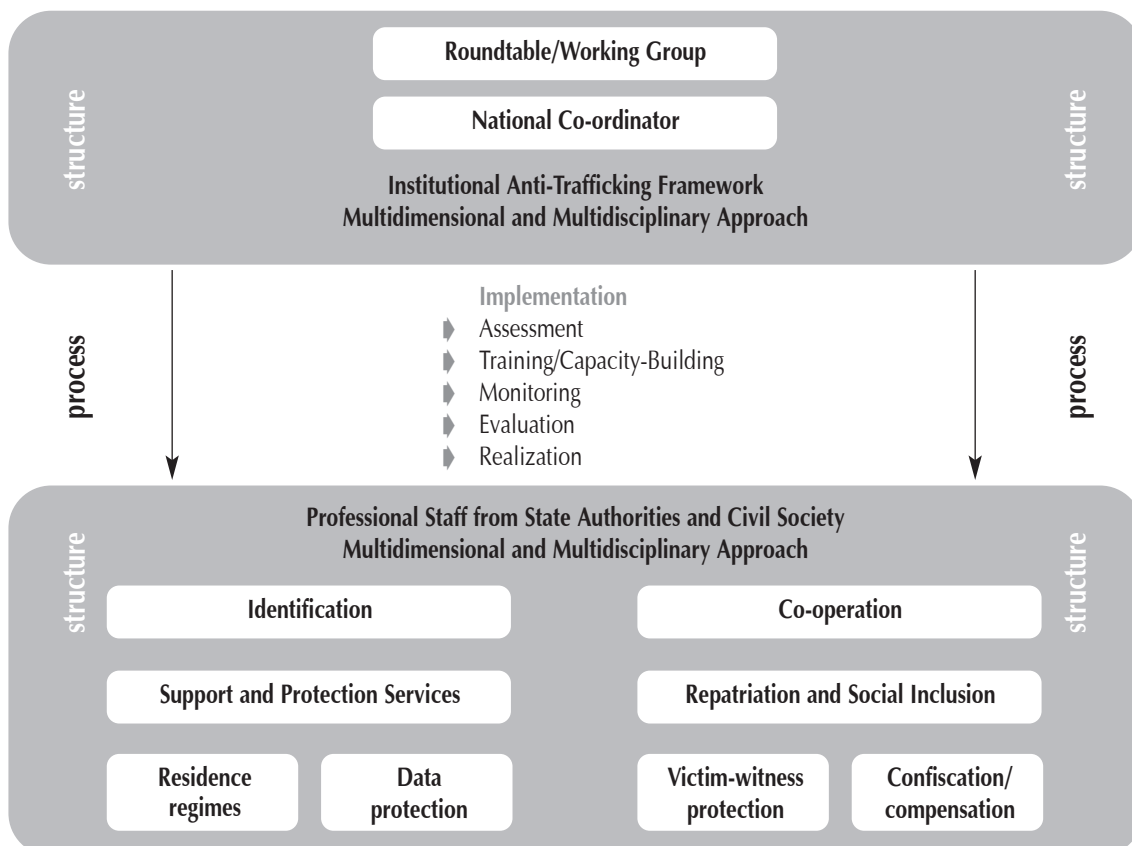 structure
structure
Roundtable/Working Group
National Co-ordinator
Institutional Anti-Trafficking Framework
Multidimensional and Multidisciplinary Approach
process
process
Implementation
Assessment
Training/Capacity-Building
Monitoring
Evaluation
Realization
structure
structure
Professional Staff from State Authorities and Civil Society
Multidimensional and Multidisciplinary Approach
Identification
Co-operation
Support and Protection Services
Repatriation and Social Inclusion
Residence
regimes
Data
protection
Victim-witness
protection
Confiscation/
compensation